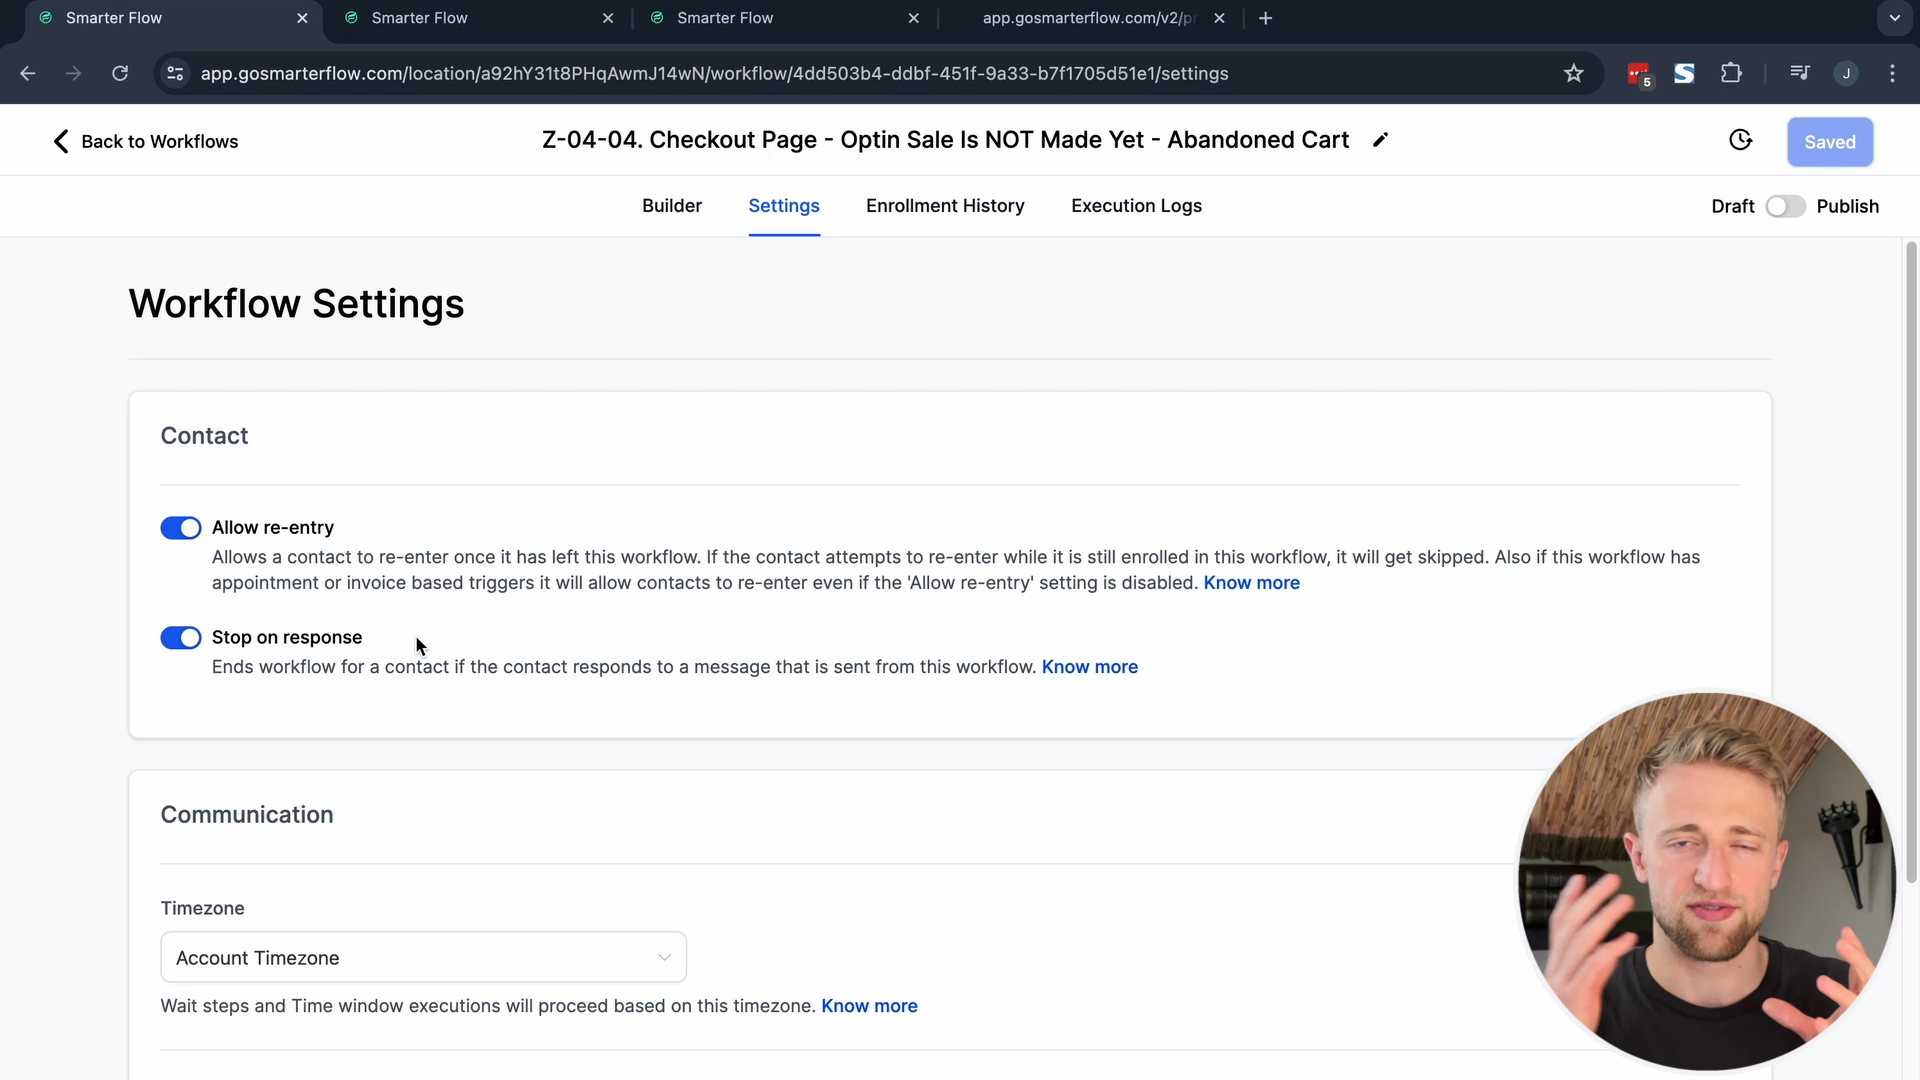 Smarter Flow
Smarter Flow
Smarter Flow
app.gosmarterflow.com/v2/pr
app.gosmarterflow.com/location/a92hY31t8PHqAwmJ14wN/workflow/4dd503b4-ddbf-451f-9a33-b7f1705d51e1/settings
5
J
Back to Workflows
Z-04-04. Checkout Page - Optin Sale Is NOT Made Yet - Abandoned Cart
Saved
Builder
Settings
Enrollment History
Execution Logs
Draft
Publish
Workflow Settings
Contact
Allow re-entry
Allows a contact to re-enter once it has left this workflow. If the contact attempts to re-enter while it is still enrolled in this workflow, it will get skipped. Also if this workflow has
appointment or invoice based triggers it will allow contacts to re-enter even if the 'Allow re-entry' setting is disabled. Know more
Stop on response
Ends workflow for a contact if the contact responds to a message that is sent from this workflow. Know more
Communication
Timezone
Account Timezone
Wait steps and Time window executions will proceed based on this timezone. Know more